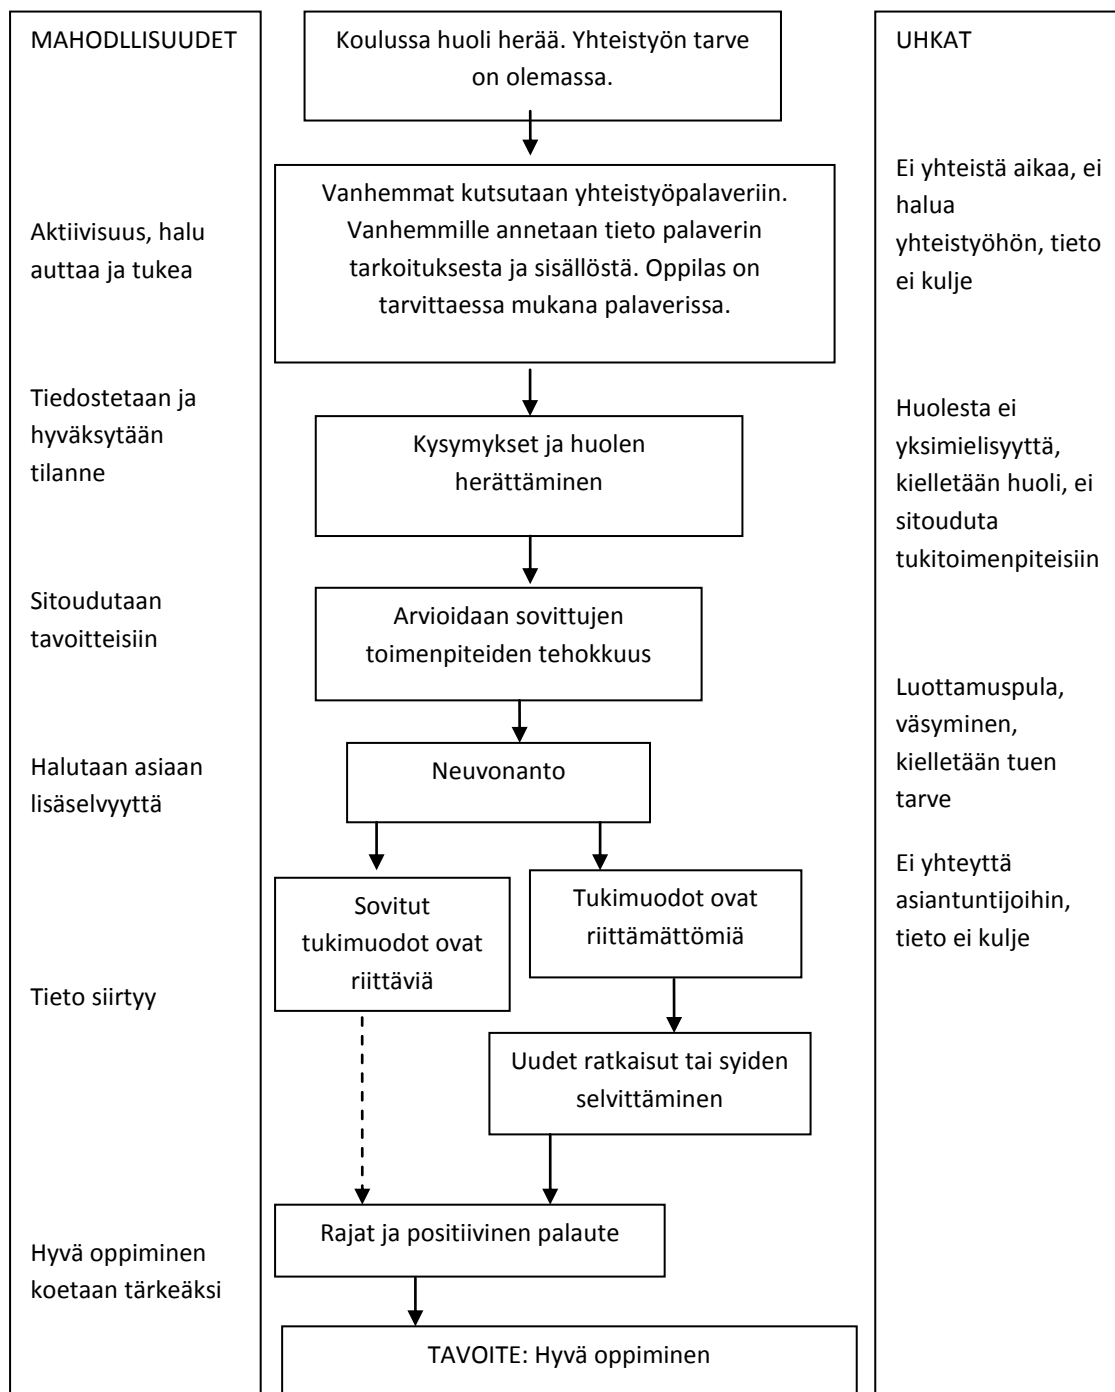 MAHODLLISUUDET
Aktiivisuus, halu
auttaa ja tukea
Tiedostetaan ja
hyväksytään
tilanne
Sitoudutaan
tavoitteisiin
Halutaan asiaan
lisäselvyyttä
Tieto siirtyy
Hyvä oppiminen
koetaan tärkeäksi
Koulussa huoli herää. Yhteistyön tarve
on olemassa.
Vanhemmat kutsutaan yhteistyöpalaveriin.
Vanhemmille annetaan tieto palaverin
tarkoituksesta ja sisällöstä. Oppilas on
tarvittaessa mukana palaverissa.
Kysymykset ja huolen
herättäminen
Arvioidaan sovittujen
toimenpiteiden tehokkuus
Neuvonanto
Sovitut
tukimuodot ovat
riittäviä
Tukimuodot ovat
riittämättömiä
Uudet ratkaisut tai syiden
selvittäminen
Rajat ja positiivinen palaute
TAVOITE: Hyvä oppiminen
UHKAT
Ei yhteistä aikaa, ei
halua
yhteistyöhön, tieto
ei kulje
Huolesta ei
yksimielisyyttä,
kielletään huoli, ei
sitouduta
tukitoimenpiteisiin
Luottamuspula,
väsyminen,
kielletään tuen
tarve
Ei yhteyttä
asiantuntijoihin,
tieto ei kulje